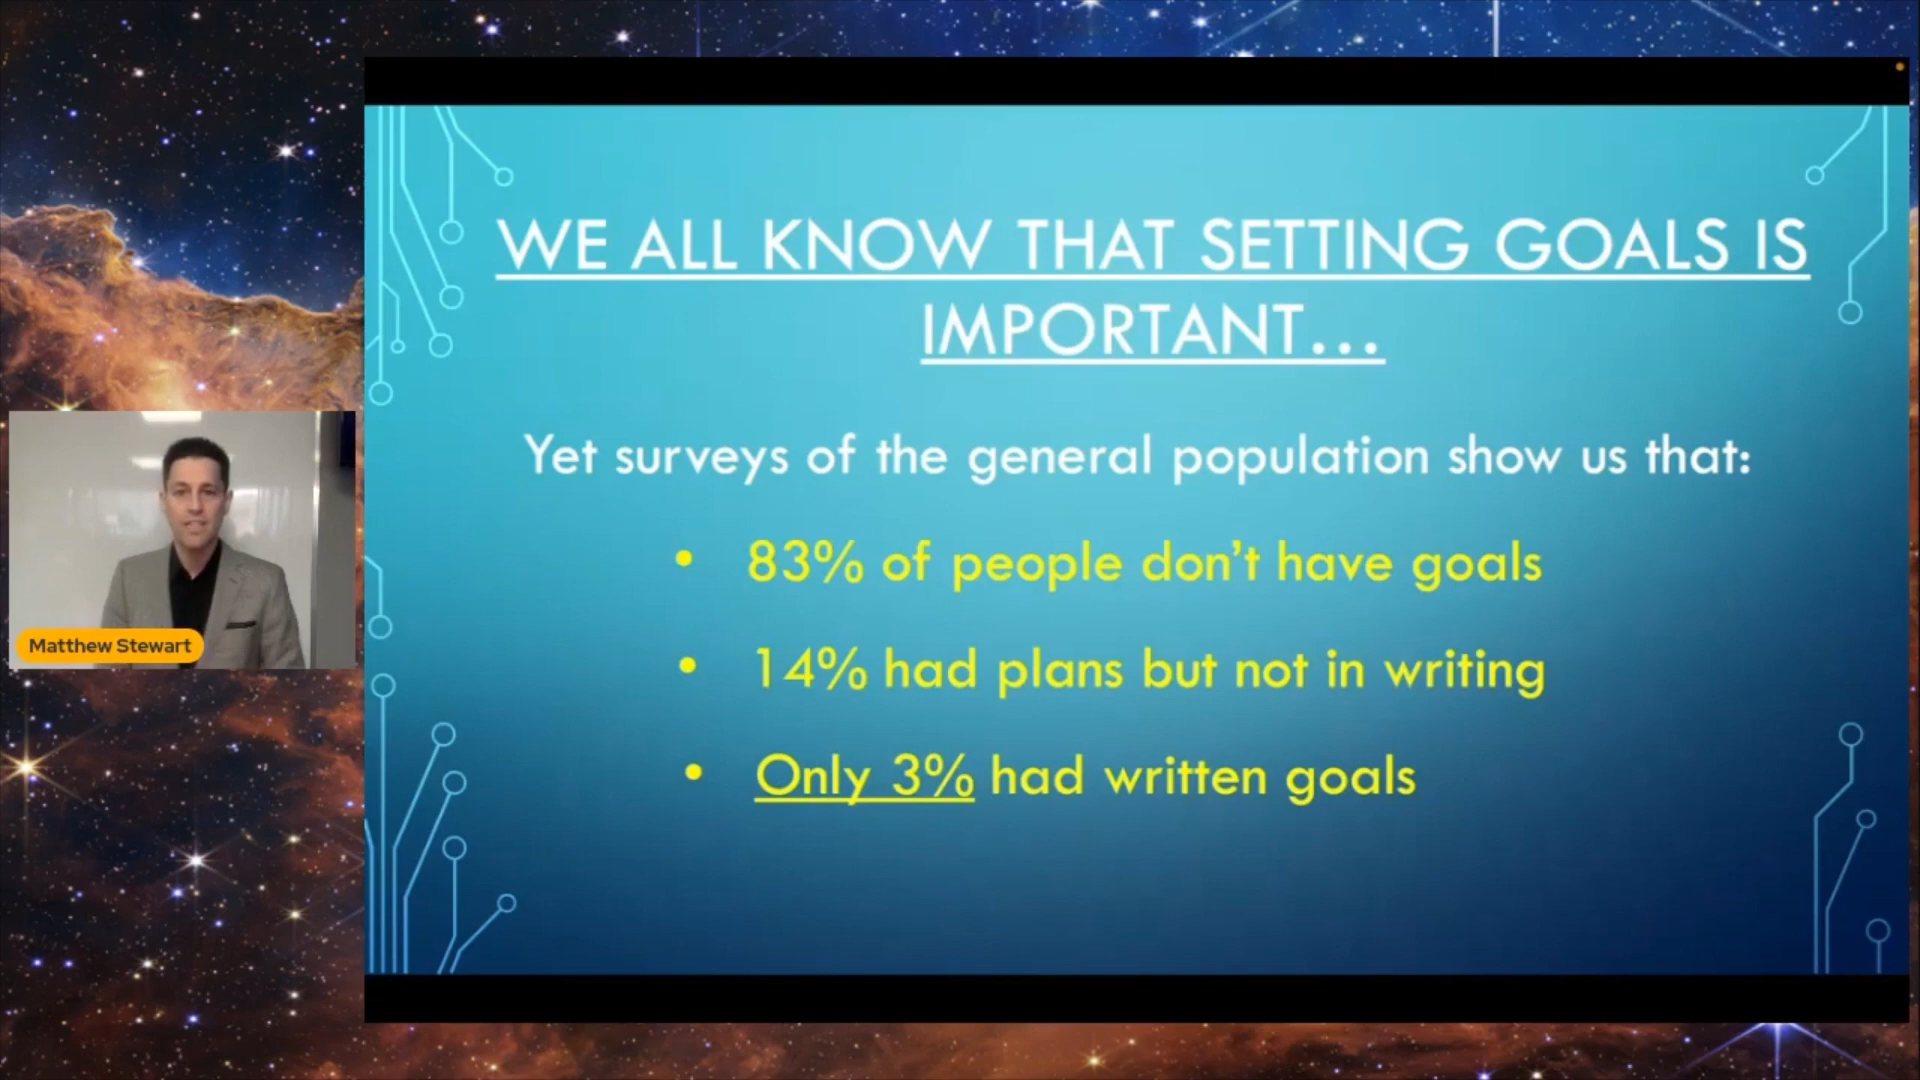 WE ALL KNOW THAT SETTING GOALS IS
IMPORTANT...
Yet surveys of the general population show us that:
• 83% of people don't have goals
• 14% had plans but not in writing
• Only 3% had written goals
Matthew Stewart